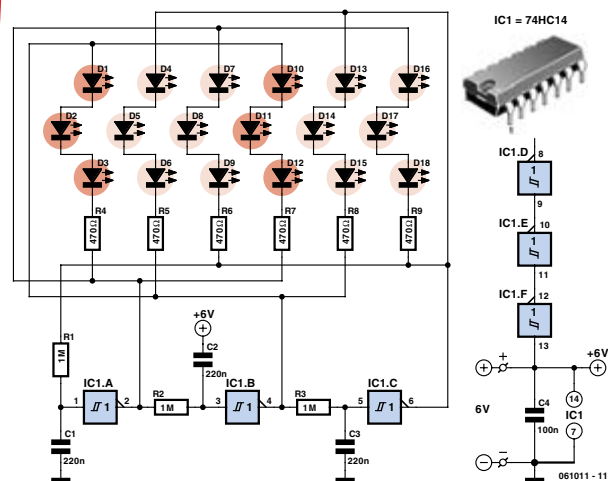 IC1 = 74HC14
D1 D4 D7 D10 D13 D16
D2 D5 D8 D11 D14 D17
D3 D6 D9 D12 D15 D18
R4 R5 R6 R7 R8 R9
470Ω 470Ω 470Ω 470Ω 470Ω 470Ω
IC1.D 8
1
9
IC1.E 10
1
11
IC1.F 12
1
13
+6V
R1
1M
C2
220n
IC1.A
1 1 2
R2
1M
IC1.B
3 1 4
R3
1M
IC1.C
5 1 6
C1
220n
C3
220n
+ +6V
6V
C4
100n
14
IC1
7
061011 - 11